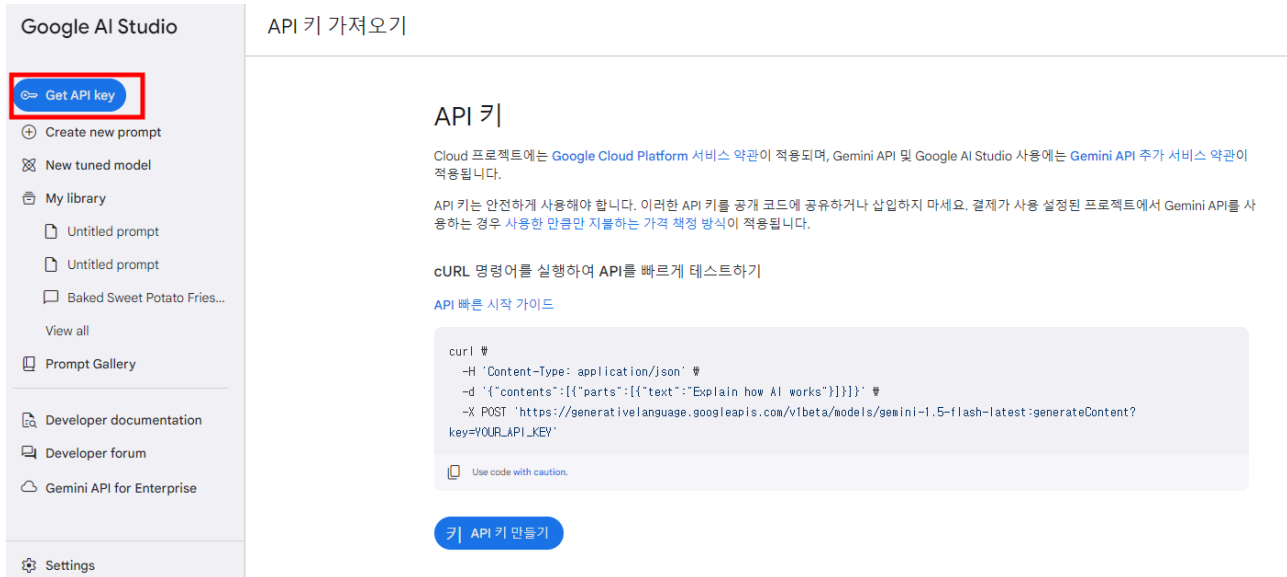 Google AI Studio
API 키 가져오기
Get API key
Create new prompt
New tuned model
My library
Untitled prompt
Untitled prompt
Baked Sweet Potato Fries...
View all
Prompt Gallery
Developer documentation
Developer forum
Gemini API for Enterprise
Settings
API 키
Cloud 프로젝트에는 Google Cloud Platform 서비스 약관이 적용되며, Gemini API 및 Google AI Studio 사용에는 Gemini API 추가 서비스 약관이
적용됩니다.
API 키는 안전하게 사용해야 합니다. 이러한 API 키를 공개 코드에 공유하거나 삽입하지 마세요. 결제가 사용 설정된 프로젝트에서 Gemini API를 사
용하는 경우 사용한 만큼만 지불하는 가격 책정 방식이 적용됩니다.
cURL 명령어를 실행하여 API를 빠르게 테스트하기
API 빠른 시작 가이드
curl ₩
-H 'Content-Type: application/json' ₩
-d '{"contents":[{"parts":[{"text":"Explain how AI works"}]}]}' ₩
-X POST 'https://generativelanguage.googleapis.com/v1beta/models/gemini-1.5-flash-latest:generateContent?
key=YOUR_API_KEY'
Use code with caution.
키 API 키 만들기